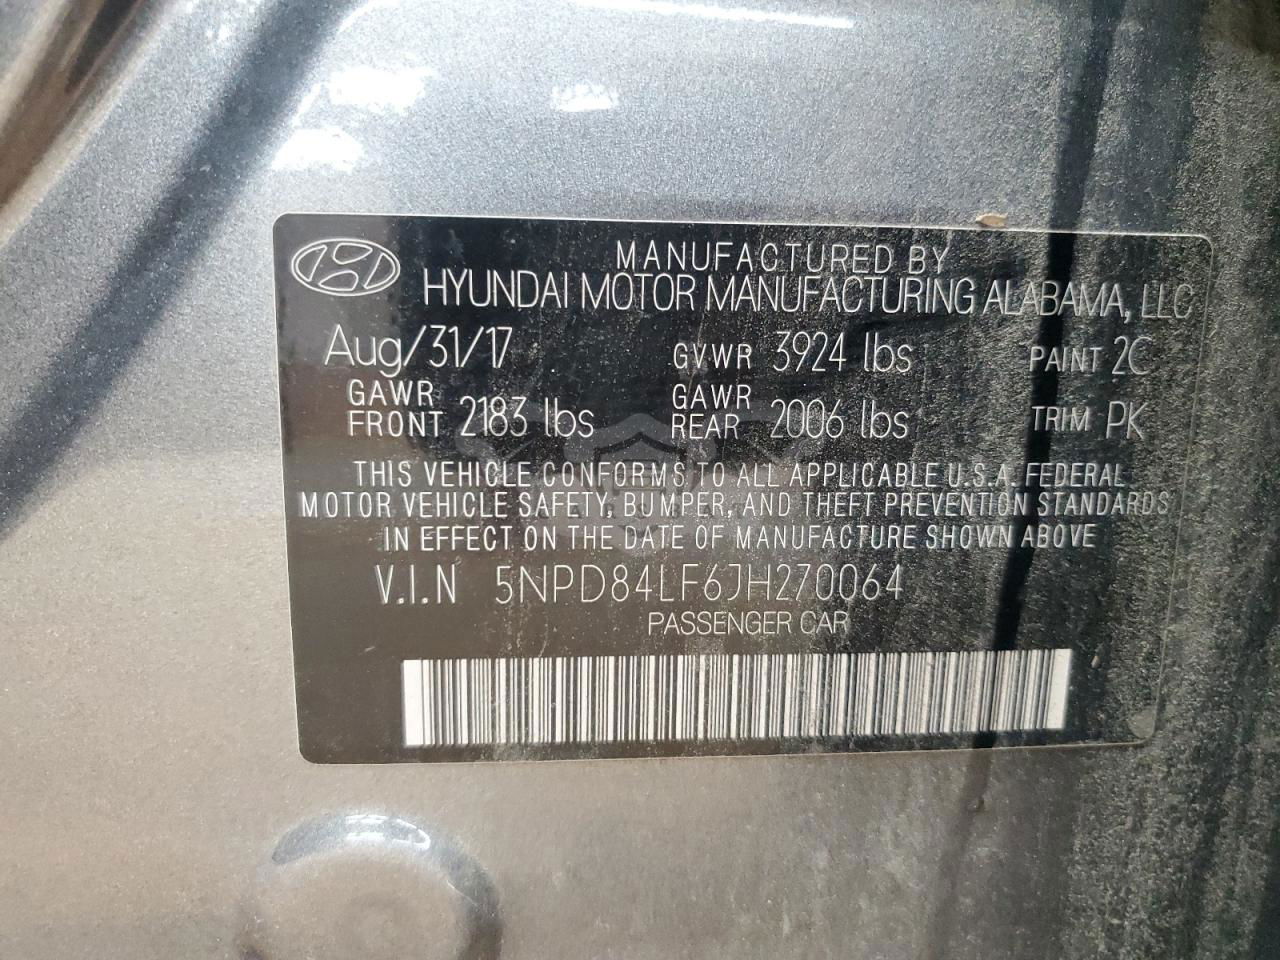 MANUFACTURED BY
HYUNDAI MOTOR MANUFACTURING ALABAMA, LLC
Aug/31/17 GVWR 3924 lbs PAINT 2C
GAWR FRONT 2183 lbs GAWR REAR 2006 lbs TRIM PK
THIS VEHICLE CONFORMS TO ALL APPLICABLE U.S.A. FEDERAL
MOTOR VEHICLE SAFETY, BUMPER, AND THEFT PREVENTION STANDARDS
IN EFFECT ON THE DATE OF MANUFACTURE SHOWN ABOVE
V.I.N 5NPD84LF6JH270064
PASSENGER CAR